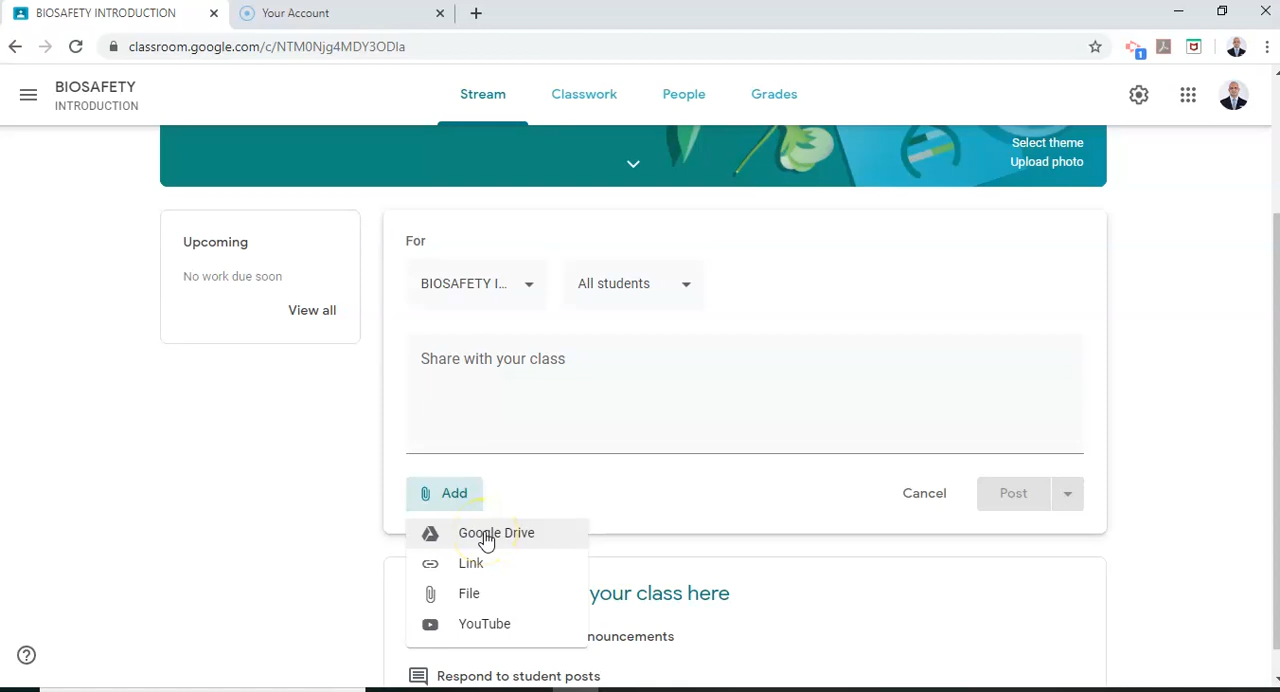 BIOSAFETY INTRODUCTION
Your Account
classroom.google.com/c/NTM0Njg4MDY3ODIa
1
BIOSAFETY
INTRODUCTION
Stream
Classwork
People
Grades
Select theme
Upload photo
Upcoming
No work due soon
View all
For
BIOSAFETY I...
All students
Share with your class
Add
Cancel
Post
Google Drive
Link
File
YouTube
your class here
nouncements
Respond to student posts